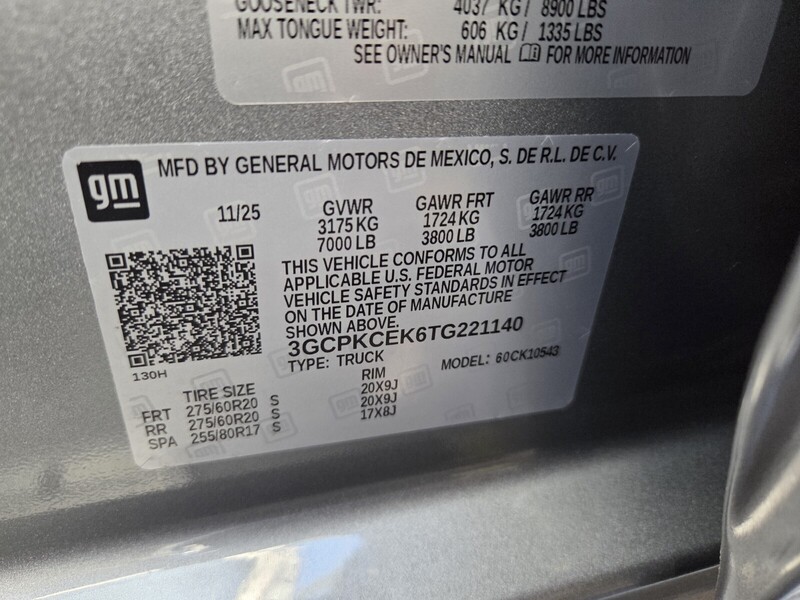 GOOSENECK TWR: 4037 KG / 8900 LBS
MAX TONGUE WEIGHT: 606 KG / 1335 LBS
SEE OWNER'S MANUAL FOR MORE INFORMATION
gm
MFD BY GENERAL MOTORS DE MEXICO, S. DE R.L. DE C.V.
11/25 GVWR GAWR FRT GAWR RR
3175 KG 1724 KG 1724 KG
7000 LB 3800 LB 3800 LB
THIS VEHICLE CONFORMS TO ALL
APPLICABLE U.S. FEDERAL MOTOR
VEHICLE SAFETY STANDARDS IN EFFECT
ON THE DATE OF MANUFACTURE
SHOWN ABOVE.
3GCPKCEK6TG221140
130H
TYPE: TRUCK MODEL: 60CK10543
TIRE SIZE RIM
FRT 275/60R20 S 20X9J
RR 275/60R20 S 20X9J
SPA 255/80R17 S 17X8J